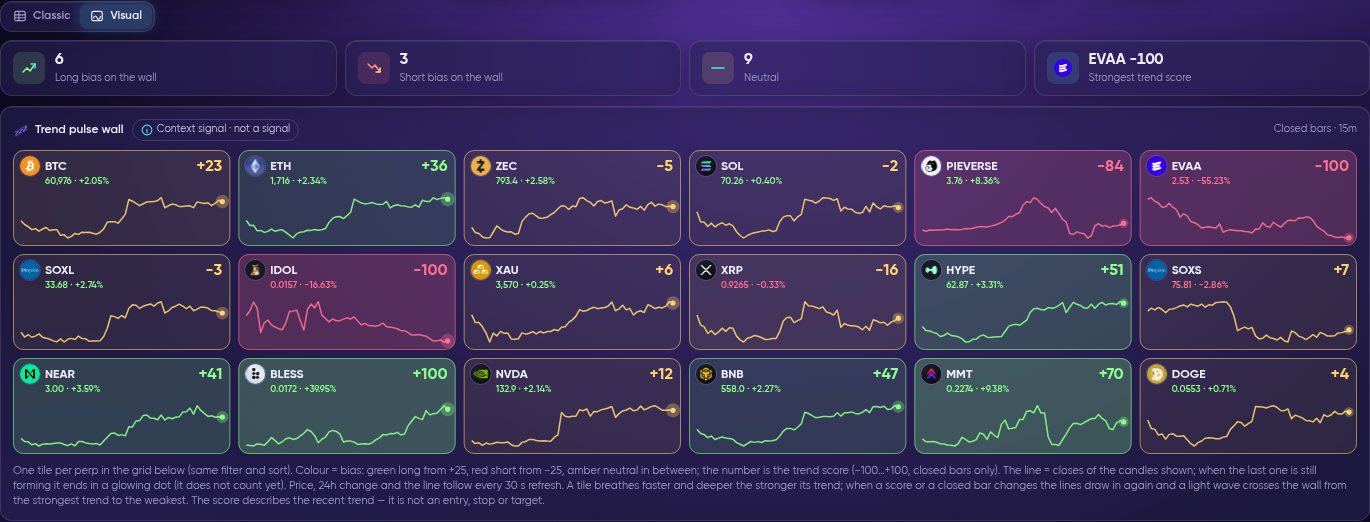 Classic Visual
6
Long bias on the wall
3
Short bias on the wall
9
Neutral
EVAA -100
Strongest trend score
Trend pulse wall Context signal · not a signal Closed bars · 15m
BTC +23
60,976 · +2.05%
ETH +36
1,716 · +2.34%
ZEC -5
793.4 · +2.58%
SOL -2
70.26 · +0.40%
PIEVERSE -84
3.76 · +8.36%
EVAA -100
2.53 · -55.23%
SOXL -3
33.68 · +2.74%
IDOL -100
0.0157 · -16.63%
XAU +6
3,570 · +0.25%
XRP -16
0.9265 · -0.33%
HYPE +51
62.87 · +3.31%
SOXS +7
75.81 · -2.86%
NEAR +41
3.00 · +3.59%
BLESS +100
0.0172 · +39.95%
NVDA +12
132.9 · +2.14%
BNB +47
558.0 · +2.27%
MMT +70
0.2274 · +9.38%
DOGE +4
0.0553 · +0.71%
One tile per perp in the grid below (same filter and sort). Colour = bias: green long from +25, red short from −25, amber neutral in between; the number is the trend score (−100…+100, closed bars only). The line = closes of the candles shown; when the last one is still
forming it ends in a glowing dot (it does not count yet). Price, 24h change and the line follow every 30 s refresh. A tile breathes faster and deeper the stronger its trend; when a score or a closed bar changes the lines draw in again and a light wave crosses the wall from
the strongest trend to the weakest. The score describes the recent trend — it is not an entry, stop or target.